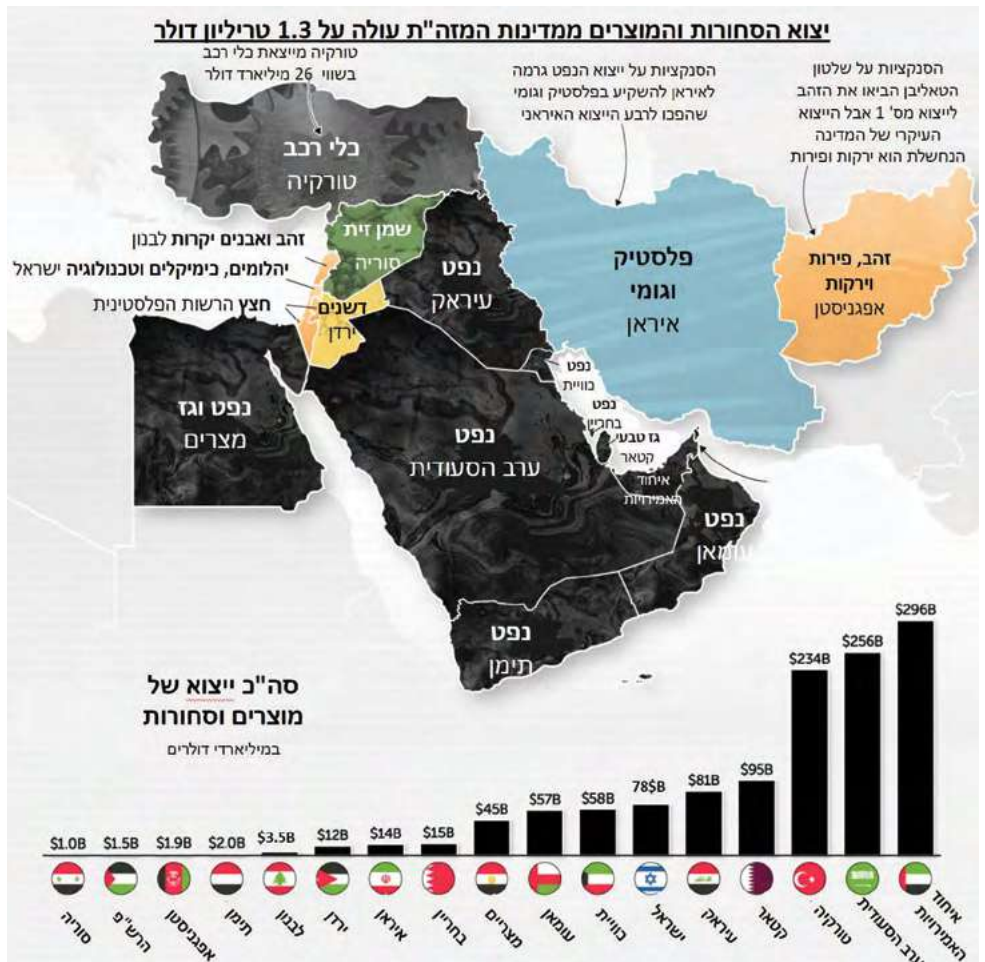 יצוא הסחורות והמוצרים ממדינות המזה"ת עולה על 1.3 טריליון דולר
טורקיה מייצאת כלי רכב
בשווי 26 מיליארד דולר
הסנקציות על ייצוא הנפט גרמה
לאיראן להשקיע בפלסטיק וגומי
שהפכו לרבע הייצוא האיראני
הסנקציות על שלטון
הטאליבן הביאו את הזהב
לייצוא מס' 1 אבל הייצוא
העיקרי של המדינה
הנחשלת הוא ירקות ופירות
כלי רכב
טורקיה
שמן זית
סוריה
זהב ואבנים יקרות לבנון
יהלומים, כימיקלים וטכנולוגיה ישראל
חצץ הרשות הפלסטינית
דשנים
ירדן
נפט
עיראק
פלסטיק
וגומי
איראן
זהב, פירות
וירקות
אפגניסטן
נפט וגז
מצרים
נפט
ערב הסעודית
נפט
כווית
נפט
בחריין
גז טבעי
קטאר
איחוד
האמירויות
נפט
עומאן
נפט
תימן
סה"כ ייצוא של
מוצרים וסחורות
במיליארדי דולרים
$296B
$256B
$234B
$95B
$81B
78$B
$58B
$57B
$45B
$15B
$14B
$12B
$3.5B
$2.0B
$1.9B
$1.5B
$1.0B
איחוד
האמירויות
ערב הסעודית
טורקיה
קטאר
עיראק
ישראל
כוויית
עומאן
מצריים
בחריין
איראן
ירדן
לבנון
תימן
אפגניסטן
הרש"פ
סוריה